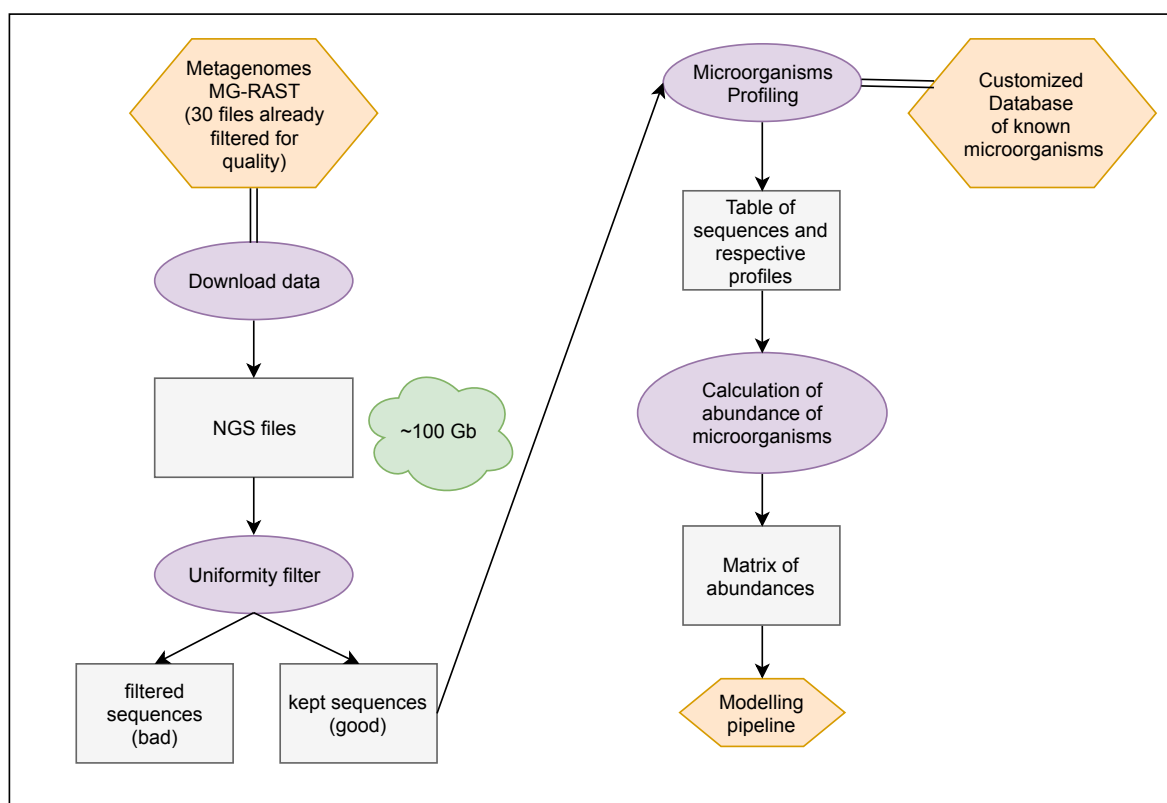 Metagenomes
MG-RAST
(30 files already
filtered for
quality)
Download data
NGS files
~100 Gb
Uniformity filter
filtered
sequences
(bad)
kept sequences
(good)
Microorganisms
Profiling
Customized
Database
of known
microorganisms
Table of
sequences and
respective
profiles
Calculation of
abundance of
microorganisms
Matrix of
abundances
Modelling
pipeline